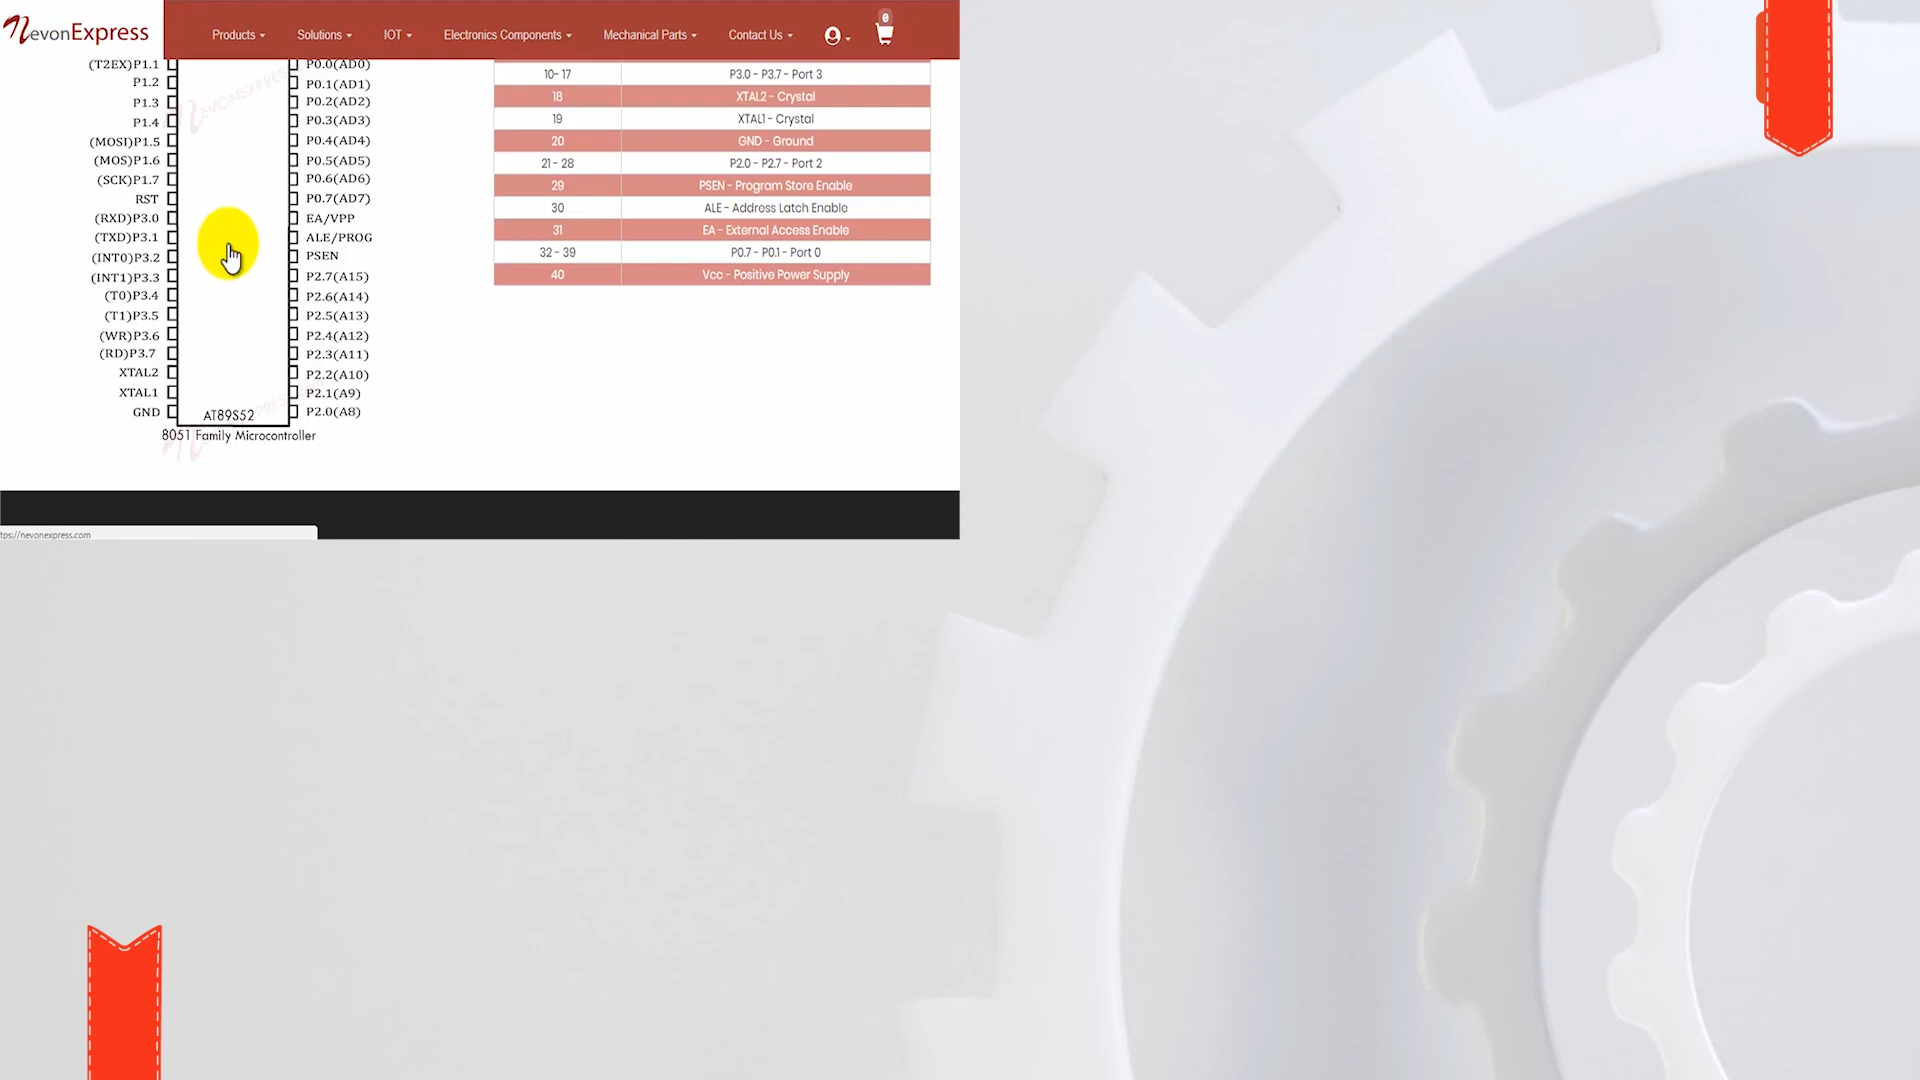 NevonExpress
Products
Solutions
IOT
Electronics Components
Mechanical Parts
Contact Us
0
(T2EX)P1.1
P1.2
P1.3
P1.4
(MOSI)P1.5
(MOS)P1.6
(SCK)P1.7
RST
(RXD)P3.0
(TXD)P3.1
(INT0)P3.2
(INT1)P3.3
(T0)P3.4
(T1)P3.5
(WR)P3.6
(RD)P3.7
XTAL2
XTAL1
GND
P0.0(AD0)
P0.1(AD1)
P0.2(AD2)
P0.3(AD3)
P0.4(AD4)
P0.5(AD5)
P0.6(AD6)
P0.7(AD7)
EA/VPP
ALE/PROG
PSEN
P2.7(A15)
P2.6(A14)
P2.5(A13)
P2.4(A12)
P2.3(A11)
P2.2(A10)
P2.1(A9)
P2.0(A8)
NEVONEXPRESS
AT89S52
8051 Family Microcontroller
10- 17 P3.0 - P3.7 - Port 3
18 XTAL2 - Crystal
19 XTAL1 - Crystal
20 GND - Ground
21 - 28 P2.0 - P2.7 - Port 2
29 PSEN - Program Store Enable
30 ALE - Address Latch Enable
31 EA - External Access Enable
32 - 39 P0.7 - P0.1 - Port 0
40 Vcc - Positive Power Supply
tps://nevonexpress.com